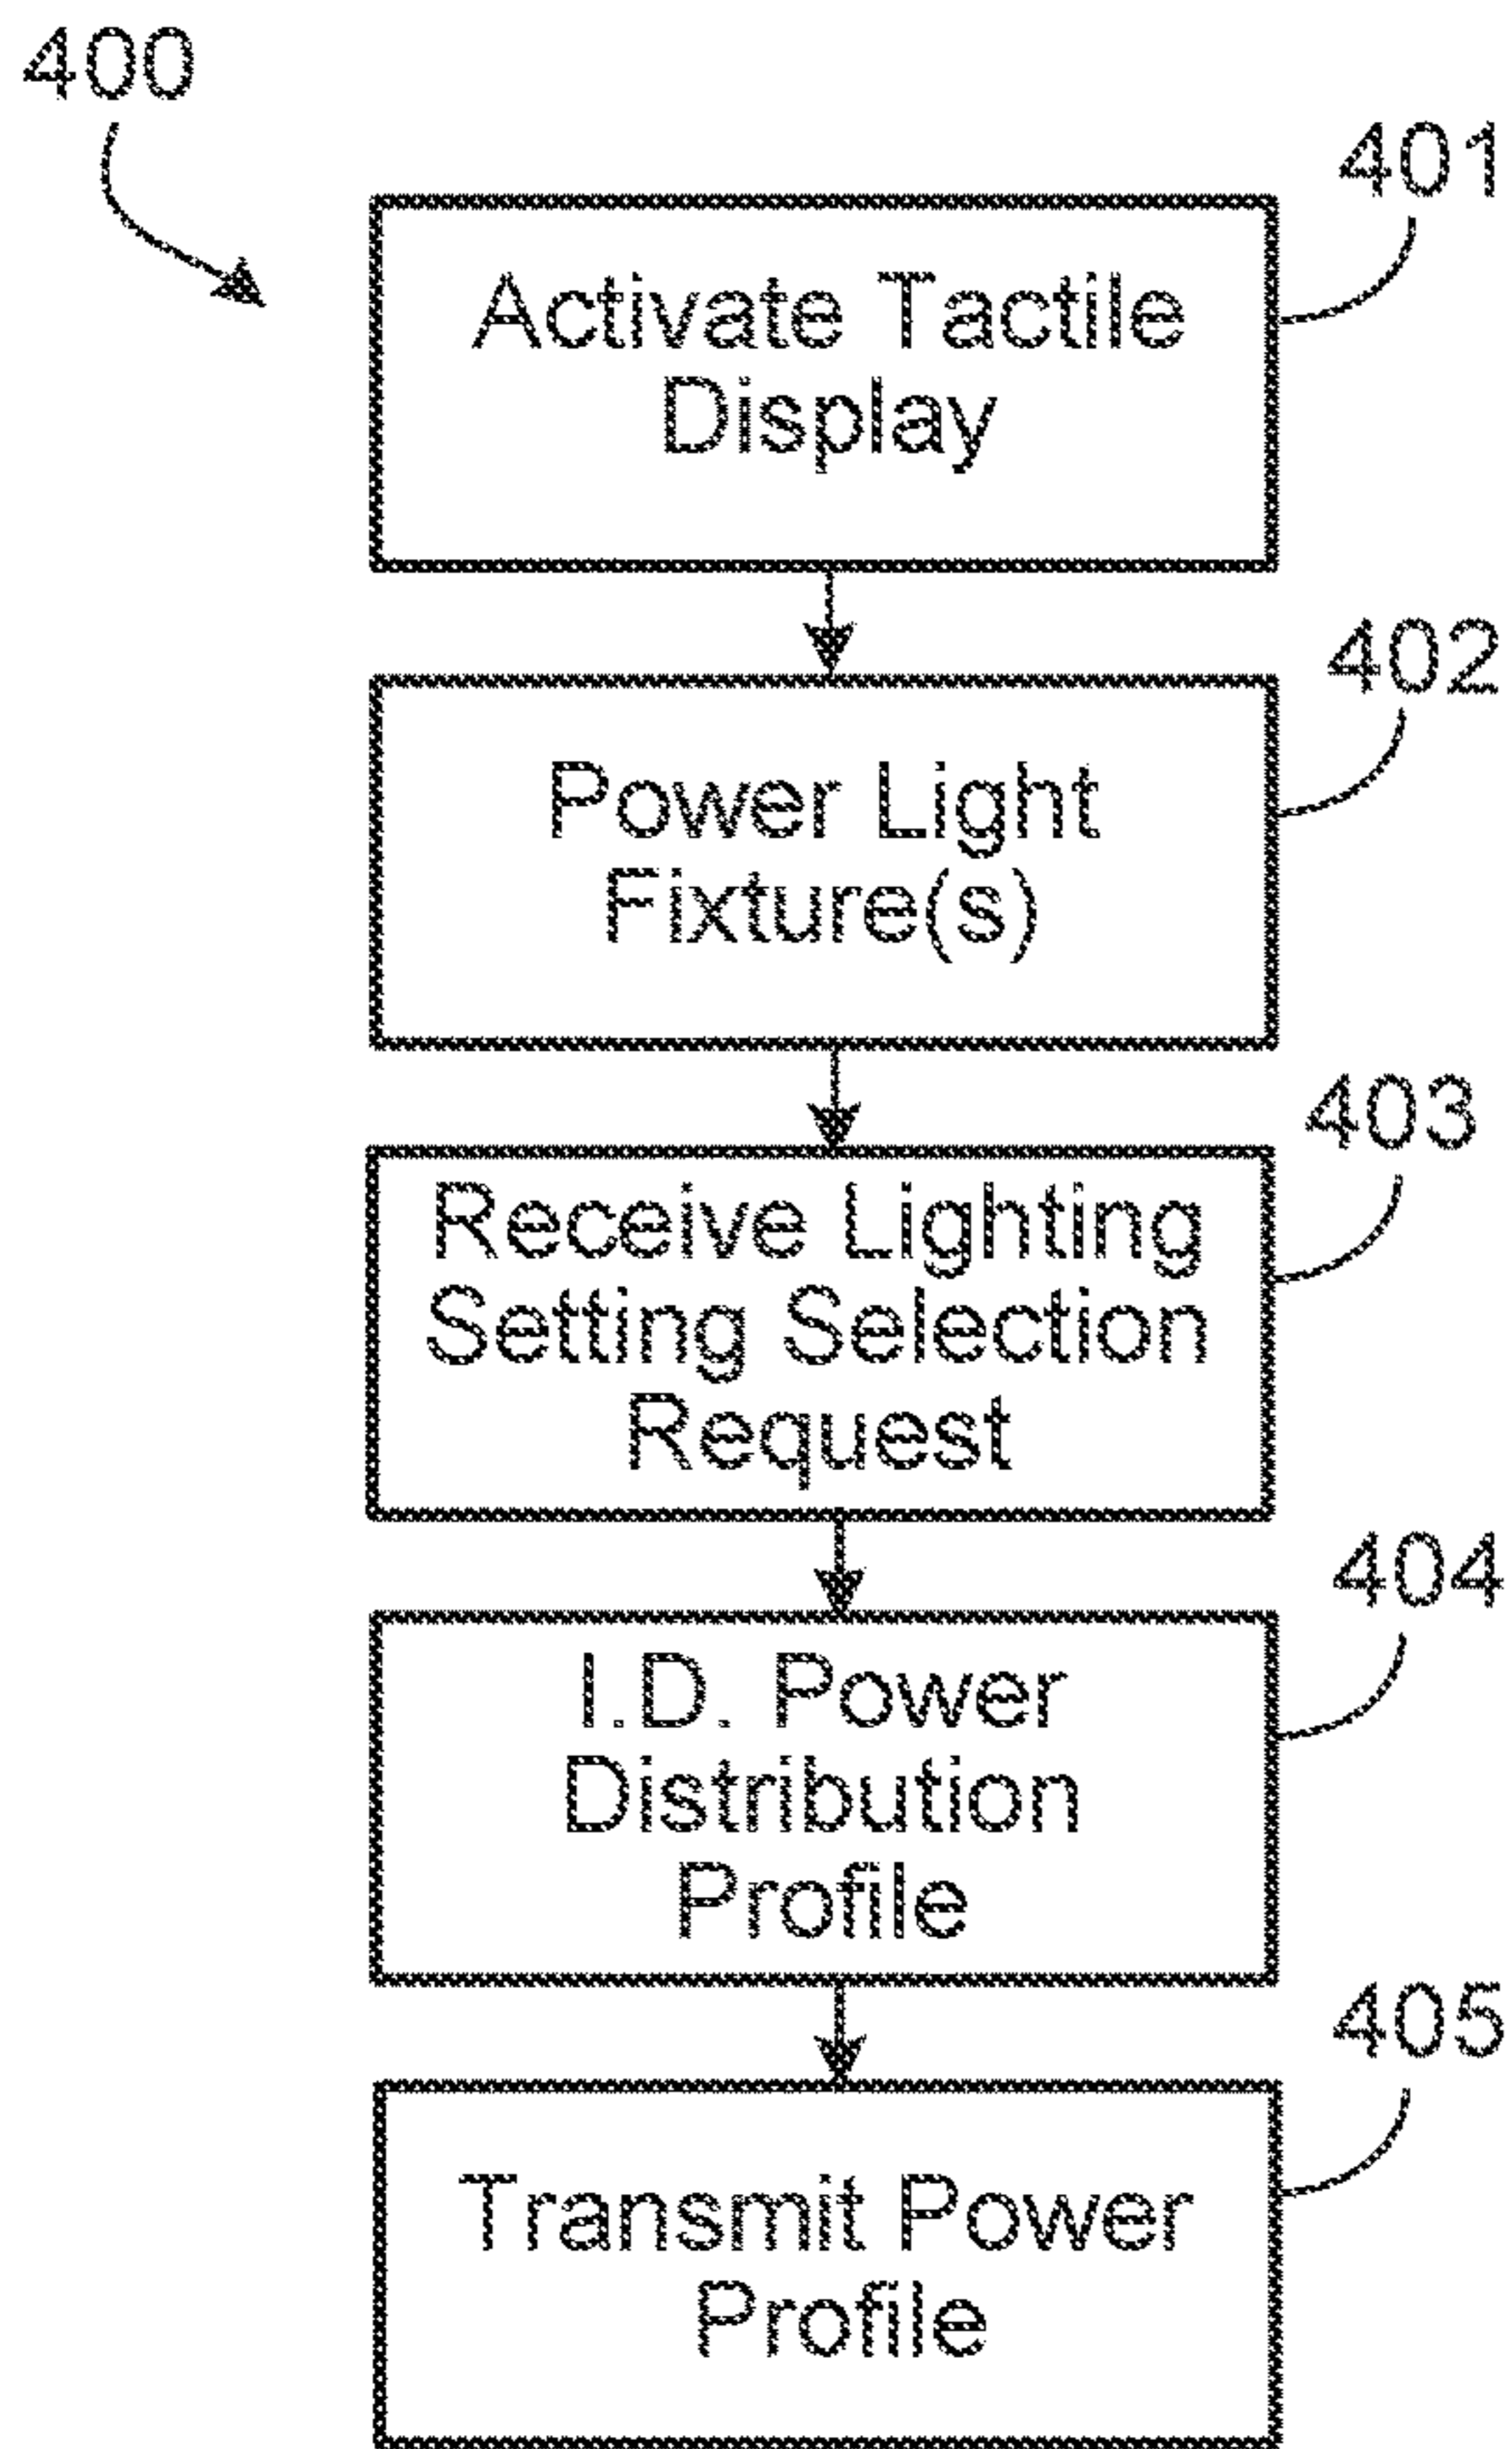 400
401
Activate Tactile
Display
402
Power Light
Fixture(s)
403
Receive Lighting
Setting Selection
Request
404
I.D. Power
Distribution
Profile
405
Transmit Power
Profile